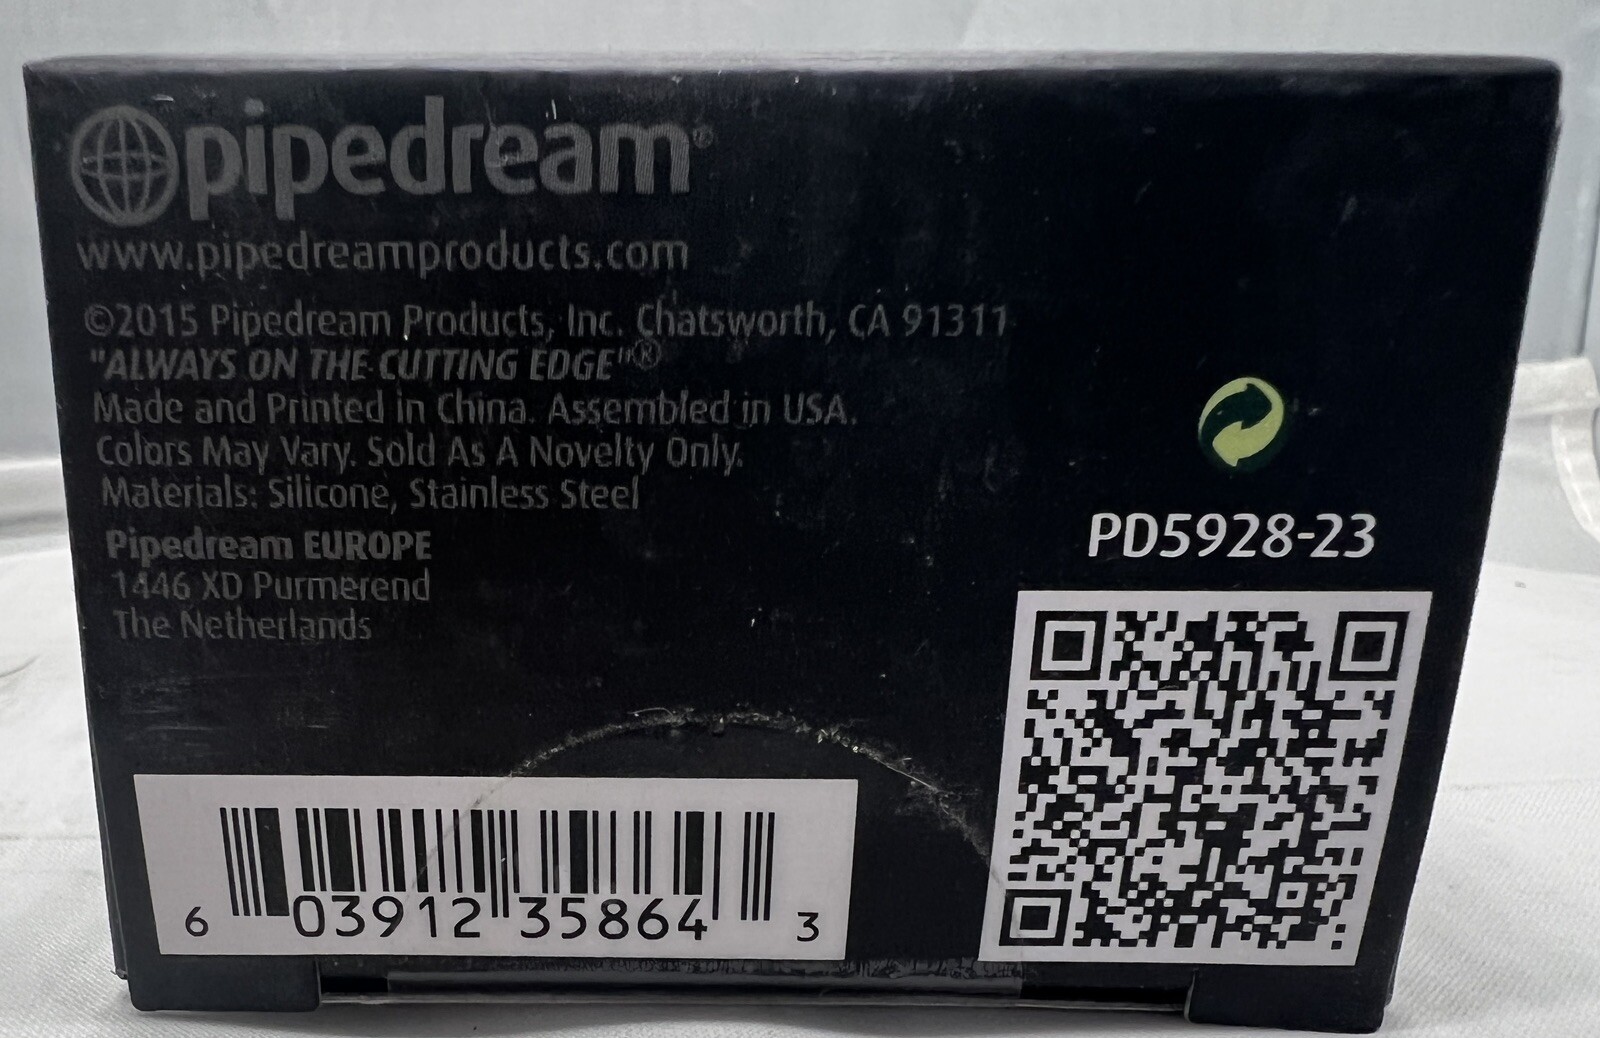 pipedream®
www.pipedreamproducts.com
©2015 Pipedream Products, Inc. Chatsworth, CA 91311
"ALWAYS ON THE CUTTING EDGE"®
Made and Printed in China. Assembled in USA.
Colors May Vary. Sold As A Novelty Only.
Materials: Silicone, Stainless Steel
Pipedream EUROPE
1446 XD Purmerend
The Netherlands
PD5928-23
6 03912 35864 3